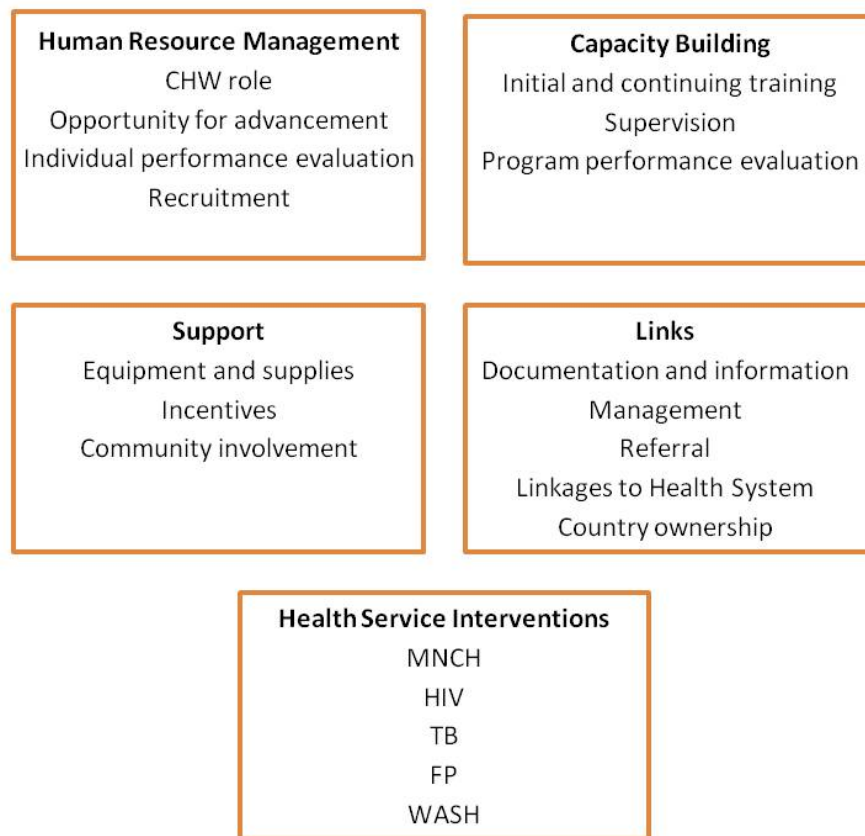 Human Resource Management
CHW role
Opportunity for advancement
Individual performance evaluation
Recruitment
Capacity Building
Initial and continuing training
Supervision
Program performance evaluation
Support
Equipment and supplies
Incentives
Community involvement
Links
Documentation and information
Management
Referral
Linkages to Health System
Country ownership
Health Service Interventions
MNCH
HIV
TB
FP
WASH